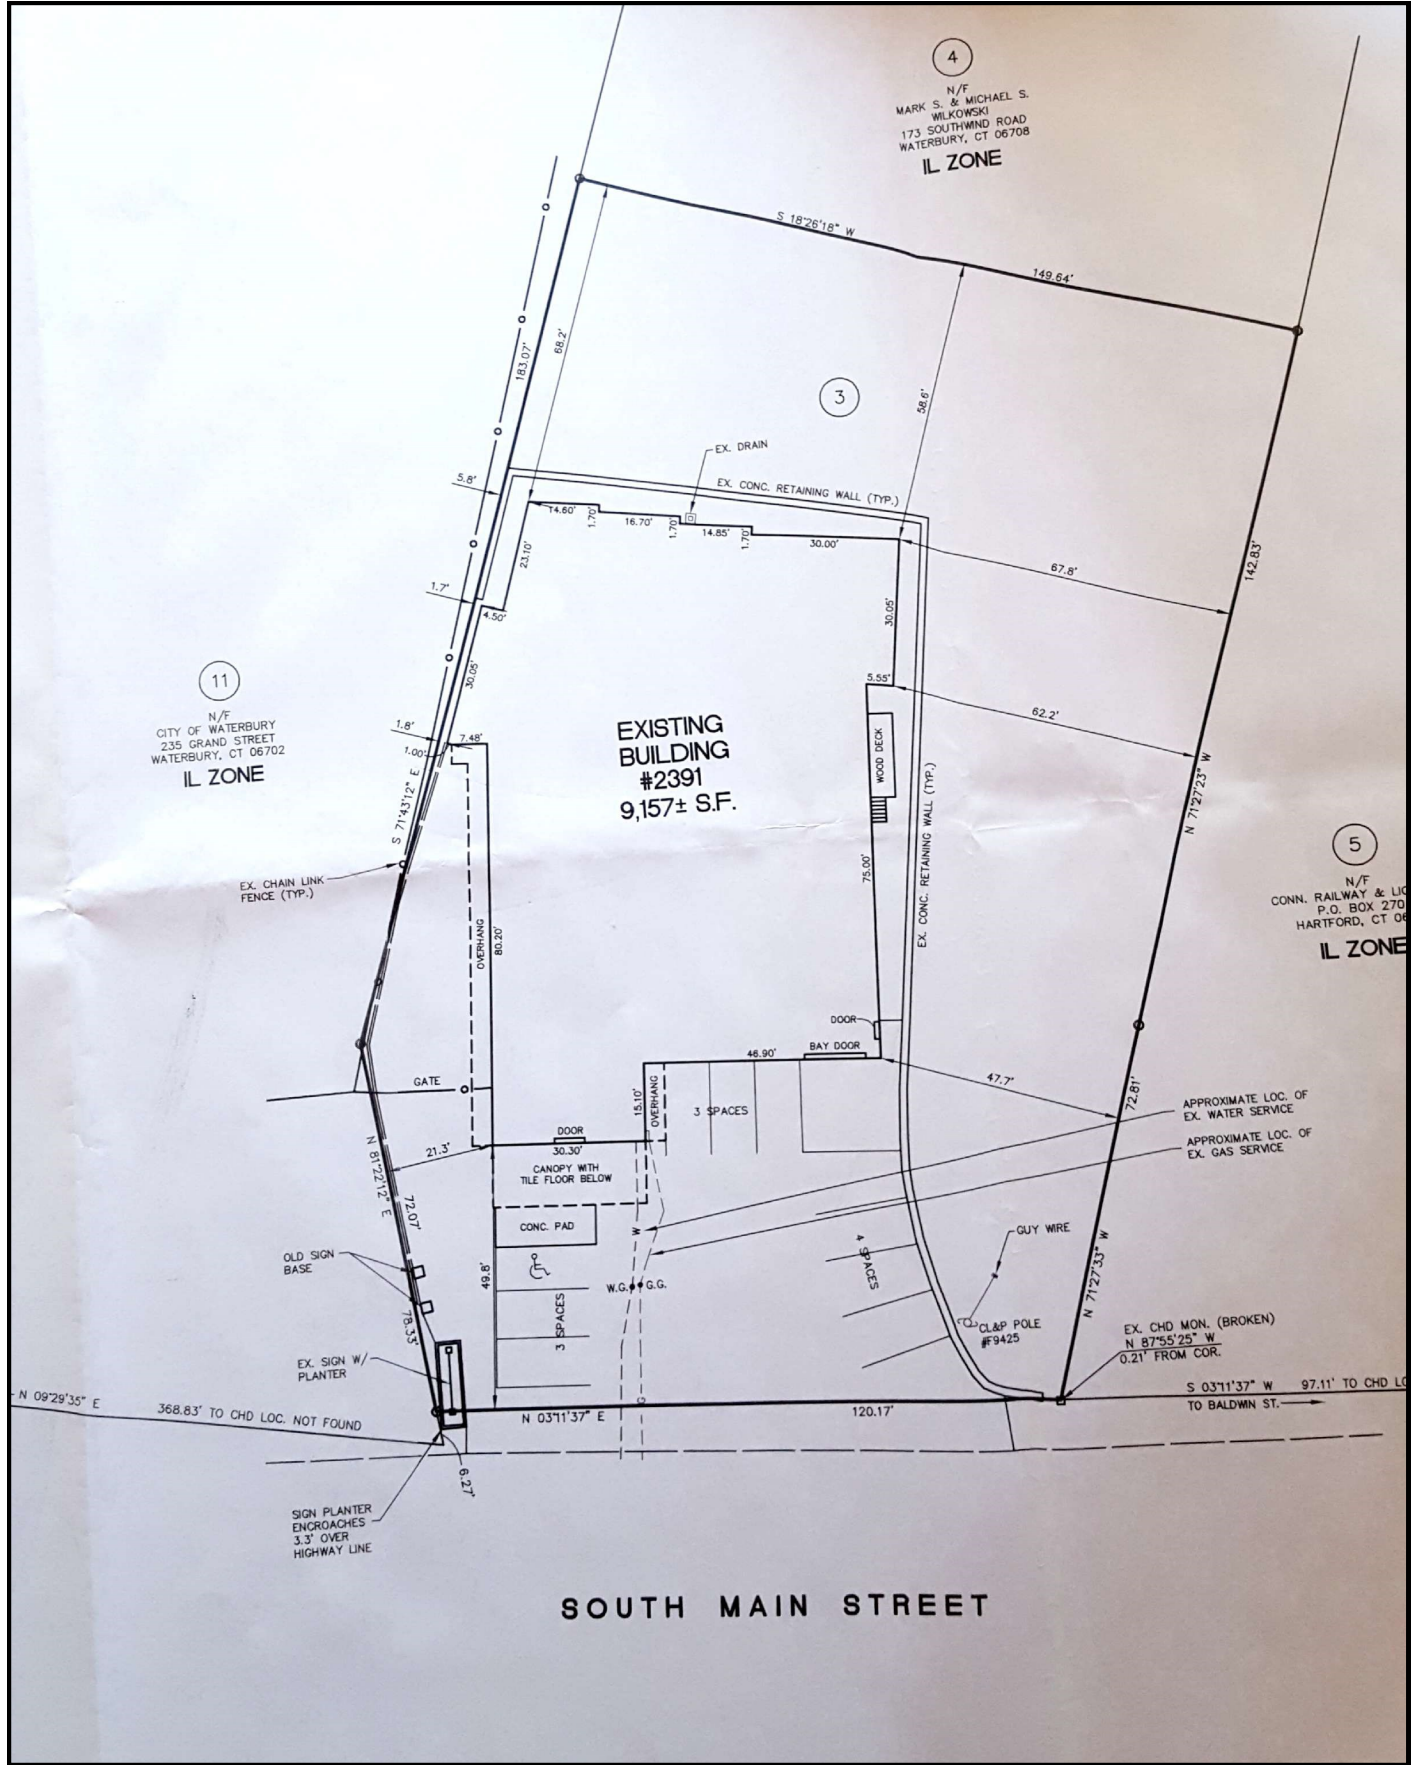 4
N/F
MARK S. & MICHAEL S.
WILKOWSKI
173 SOUTHWIND ROAD
WATERBURY, CT 06708
IL ZONE
S 18°26'18" W
149.64'
183.07'
68.2'
58.6'
3
EX. DRAIN
EX. CONC. RETAINING WALL (TYP.)
5.8'
14.60'
1.70'
16.70'
1.70'
14.85'
1.70'
30.00'
23.10'
67.8'
142.83'
1.7'
4.50'
30.05'
30.05'
11
N/F
CITY OF WATERBURY
235 GRAND STREET
WATERBURY, CT 06702
IL ZONE
5.55'
62.2'
1.8'
7.48'
1.00'
EXISTING
BUILDING
#2391
9,157± S.F.
WOOD DECK
S 71°43'12" E
N 71°27'23" W
EX. CONC. RETAINING WALL (TYP.)
75.00'
5
N/F
CONN. RAILWAY & LIG
P.O. BOX 270
HARTFORD, CT 06
IL ZONE
EX. CHAIN LINK
FENCE (TYP.)
OVERHANG
80.20'
DOOR
BAY DOOR
46.90'
GATE
15.10'
OVERHANG
3 SPACES
47.7'
72.81'
APPROXIMATE LOC. OF
EX. WATER SERVICE
APPROXIMATE LOC. OF
EX. GAS SERVICE
DOOR
30.30'
21.3'
N 81°22'12" E
72.07'
CANOPY WITH
TILE FLOOR BELOW
CONC. PAD
W
GUY WIRE
4 SPACES
N 71°27'33" W
OLD SIGN
BASE
49.8'
W.G.
G.G.
3 SPACES
78.33'
CL&P POLE
#F9425
EX. CHD MON. (BROKEN)
N 87°55'25" W
0.21' FROM COR.
EX. SIGN W/
PLANTER
N 09°29'35" E
368.83' TO CHD LOC. NOT FOUND
N 03°11'37" E
G
120.17'
S 03°11'37" W 97.11' TO CHD LO
TO BALDWIN ST.
6.27'
SIGN PLANTER
ENCROACHES
3.3' OVER
HIGHWAY LINE
SOUTH MAIN STREET